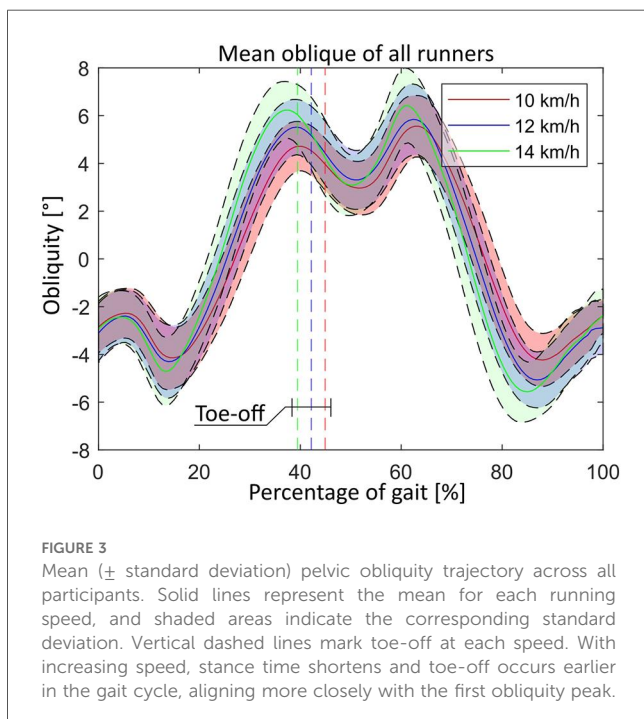 Mean oblique of all runners
10 km/h
12 km/h
14 km/h
Obliquity [°]
8
6
4
2
0
-2
-4
-6
-8
Toe-off
0
20
40
60
80
100
Percentage of gait [%]
FIGURE 3
Mean (± standard deviation) pelvic obliquity trajectory across all
participants. Solid lines represent the mean for each running
speed, and shaded areas indicate the corresponding standard
deviation. Vertical dashed lines mark toe-off at each speed. With
increasing speed, stance time shortens and toe-off occurs earlier
in the gait cycle, aligning more closely with the first obliquity peak.